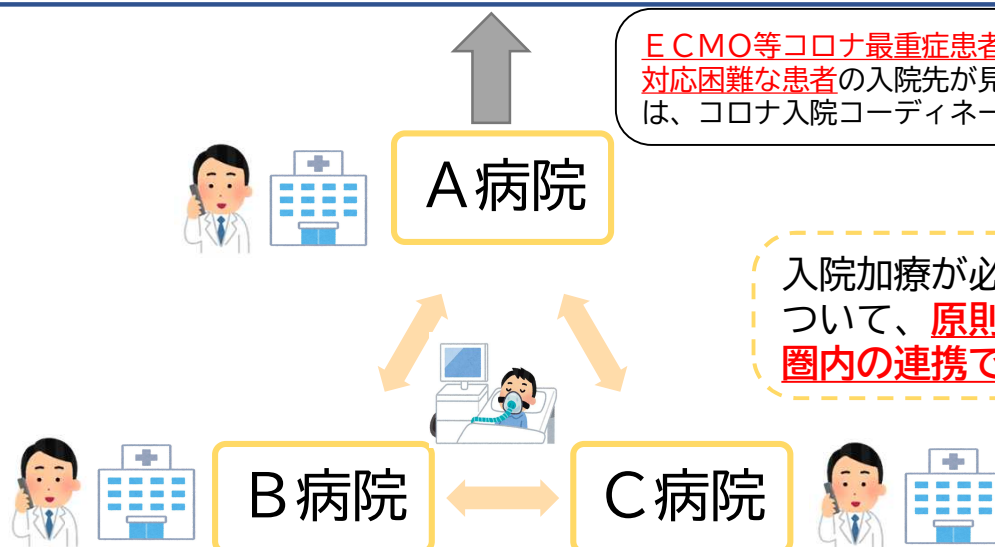 ＥＣＭＯ等コロナ最重症患者
対応困難な患者の入院先が見
は、コロナ入院コーディネー
Ａ病院
入院加療が必
ついて、原則
圏内の連携で
Ｂ病院
Ｃ病院